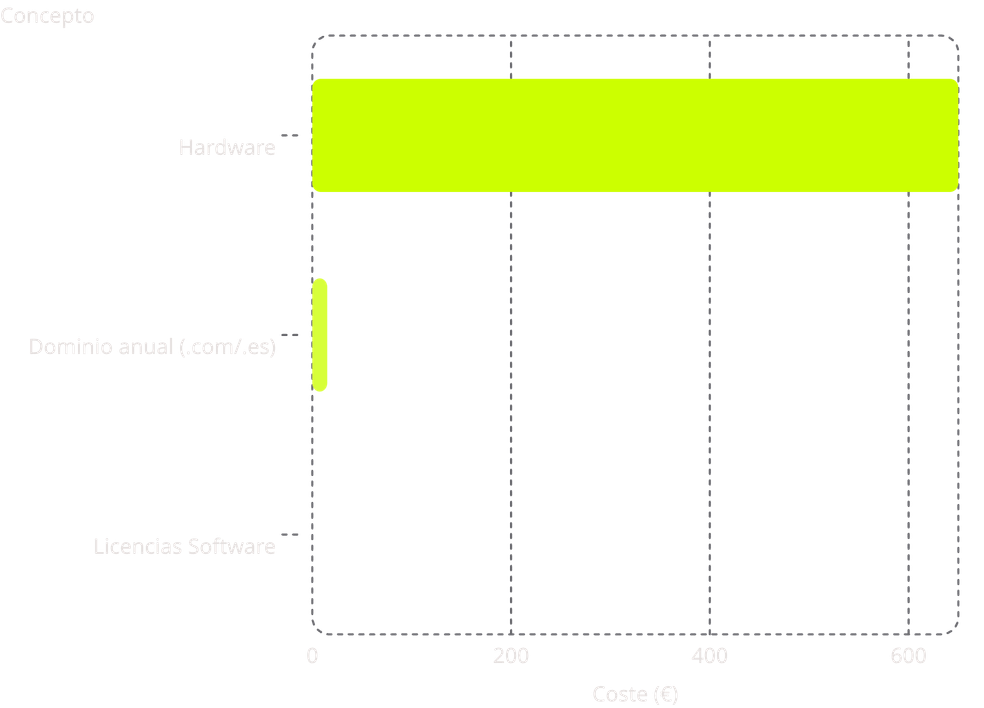 Concepto
Hardware
Dominio anual (.com/.es)
Licencias Software
0 200 400 600
Coste (€)